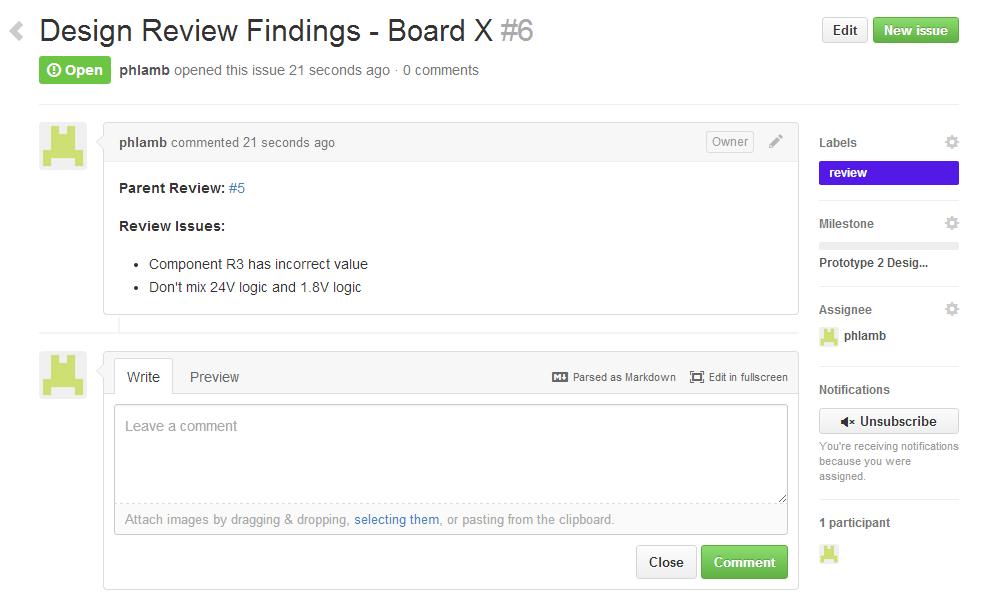 Design Review Findings - Board X #6
Edit
New issue
Open
phlamb opened this issue 21 seconds ago · 0 comments
phlamb commented 21 seconds ago
Owner
Parent Review: #5
Review Issues:
• Component R3 has incorrect value
• Don't mix 24V logic and 1.8V logic
Write
Preview
Parsed as Markdown
Edit in fullscreen
Leave a comment
Attach images by dragging & dropping, selecting them, or pasting from the clipboard.
Close
Comment
Labels
review
Milestone
Prototype 2 Desig...
Assignee
phlamb
Notifications
Unsubscribe
You're receiving notifications
because you were
assigned.
1 participant